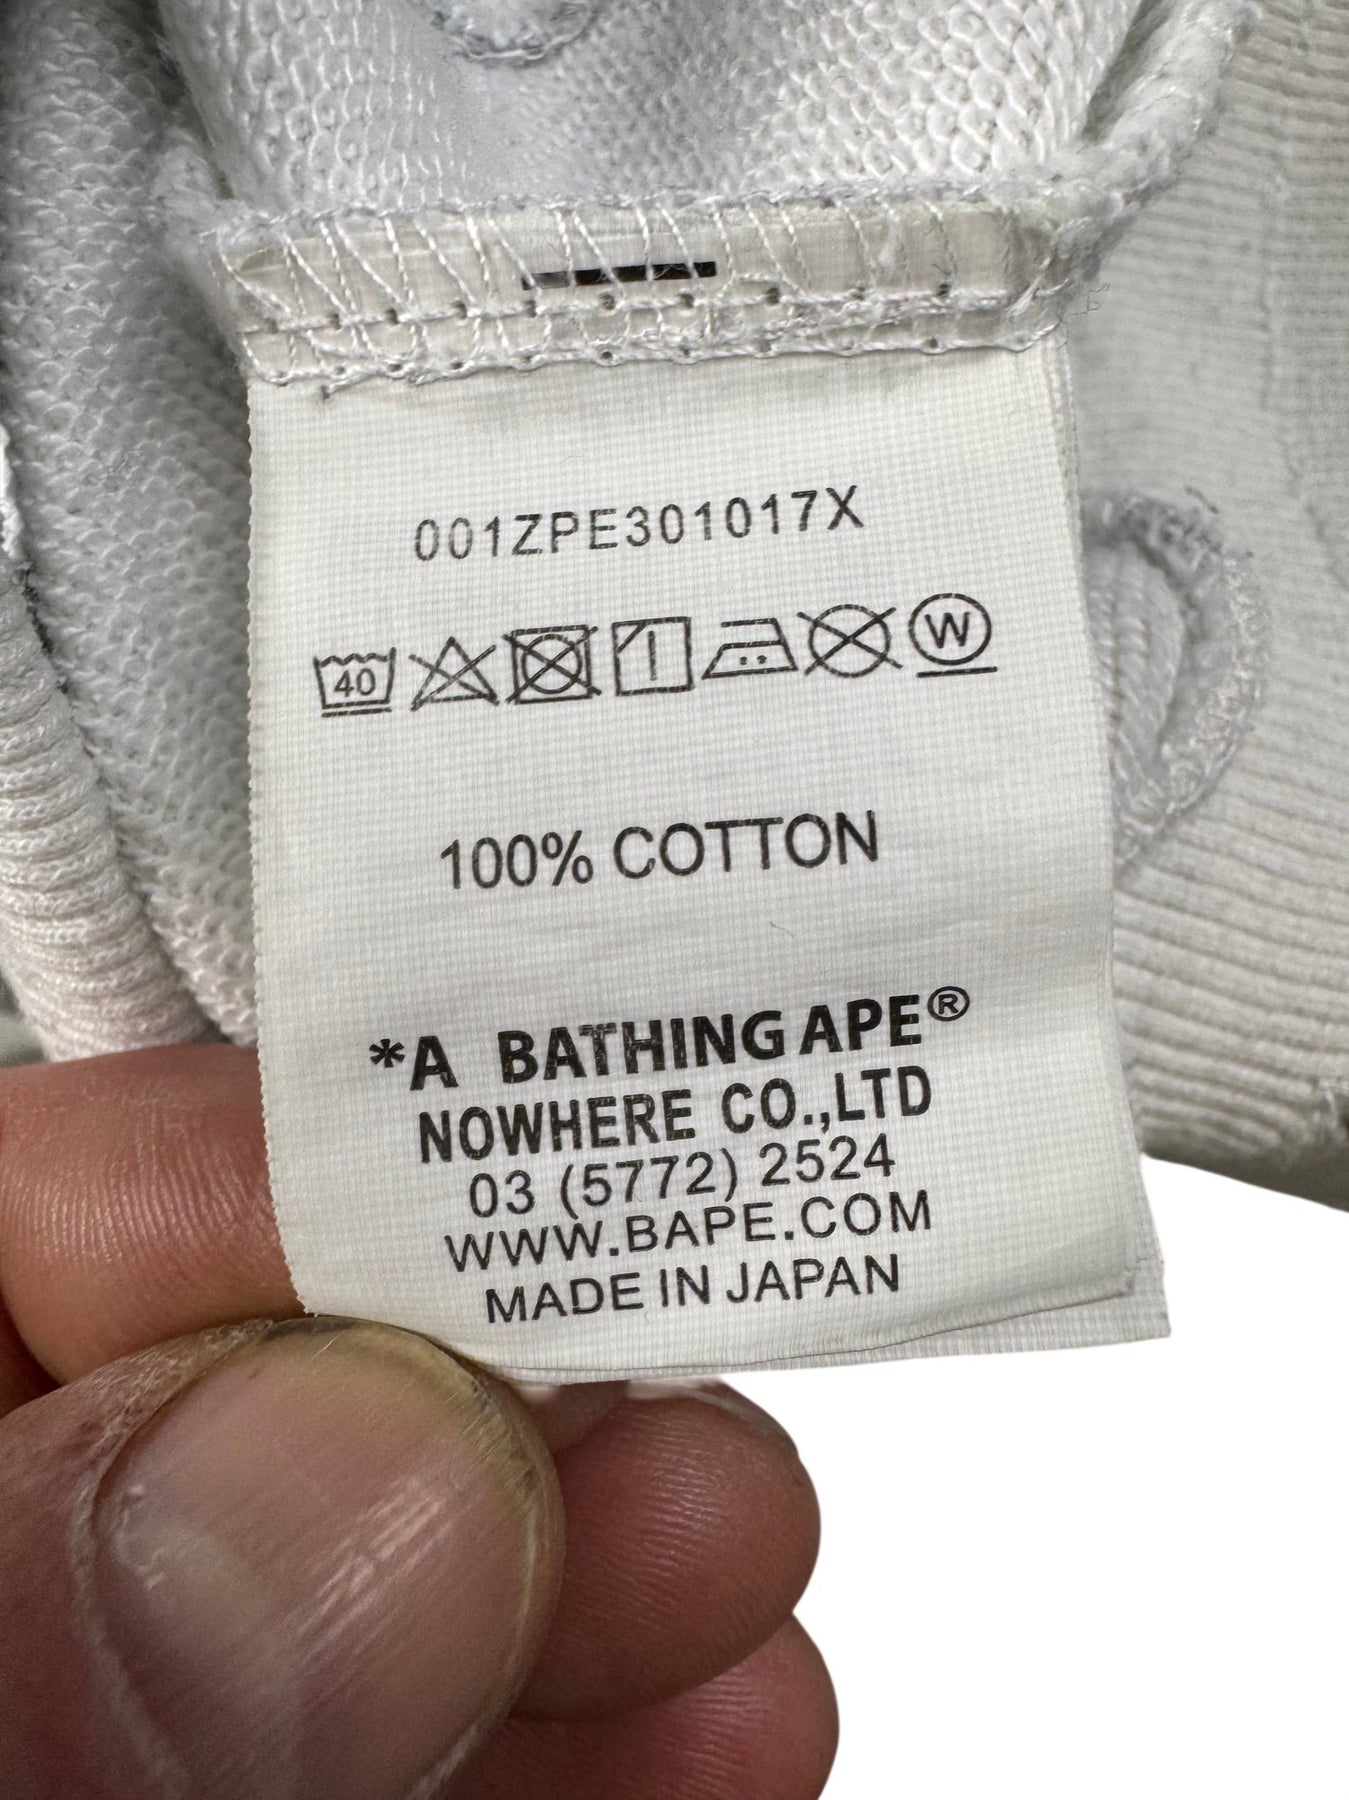 001ZPE301017X
40 W
100% COTTON
*A BATHING APE®
NOWHERE CO.,LTD
03 (5772) 2524
WWW.BAPE.COM
MADE IN JAPAN